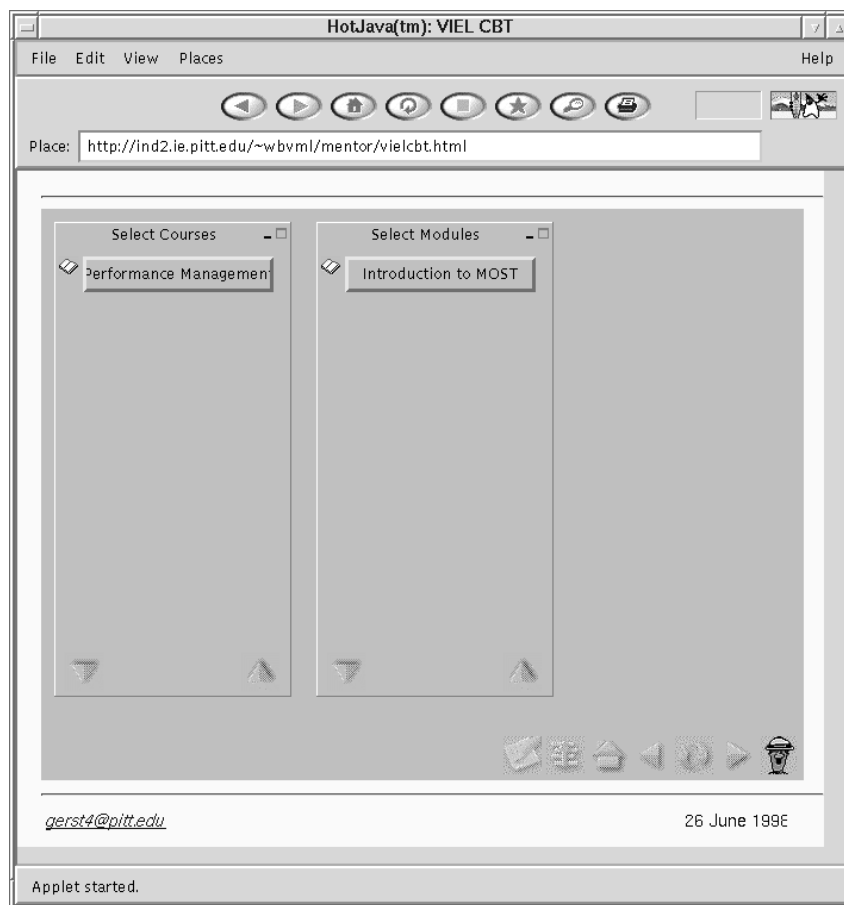 HotJava(tm): VIEL CBT
File Edit View Places Help
Place: http://ind2.ie.pitt.edu/~wbvml/mentor/vielcbt.html
Select Courses Select Modules
Performance Management Introduction to MOST
gerst4@pitt.edu 26 June 1998
Applet started.